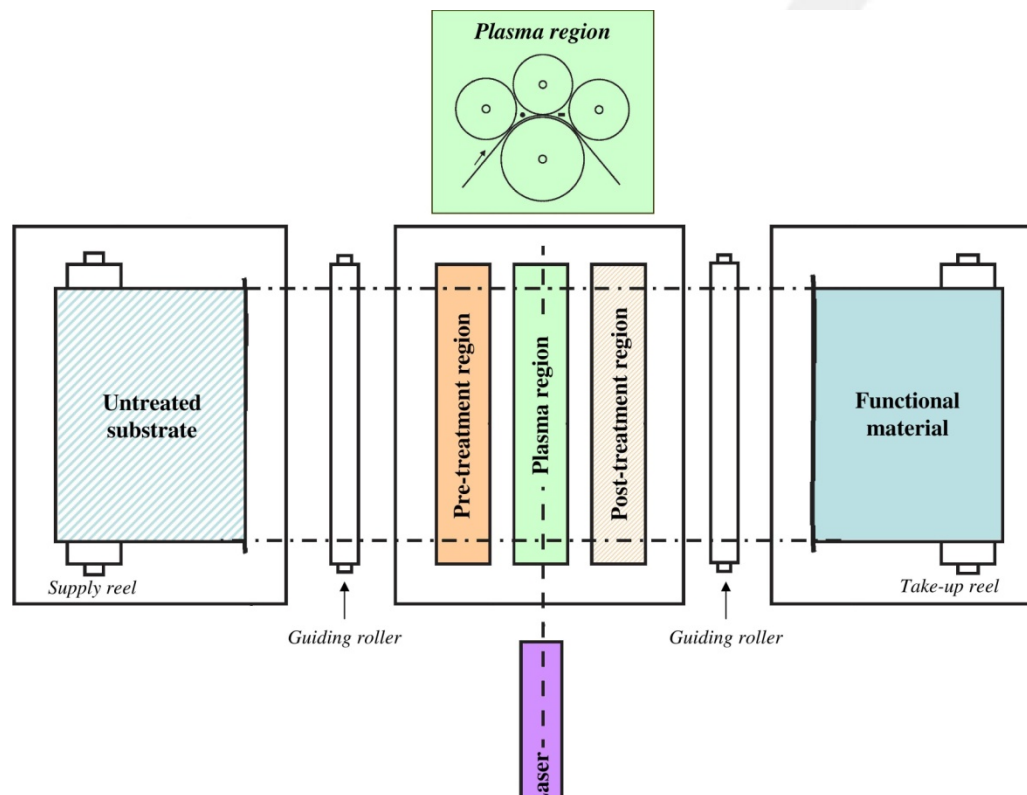 Plasma region
Untreated
substrate
Pre-treatment region
Plasma region
Post-treatment region
Functional
material
Supply reel
Take-up reel
Guiding roller
Guiding roller